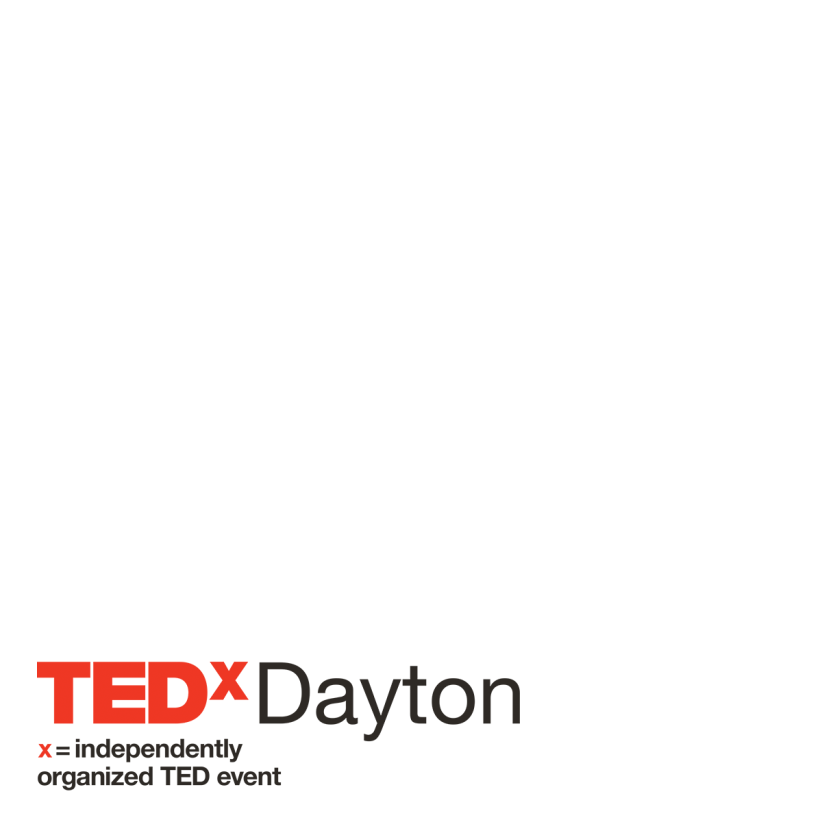 TEDxDayton
x = independently
organized TED event